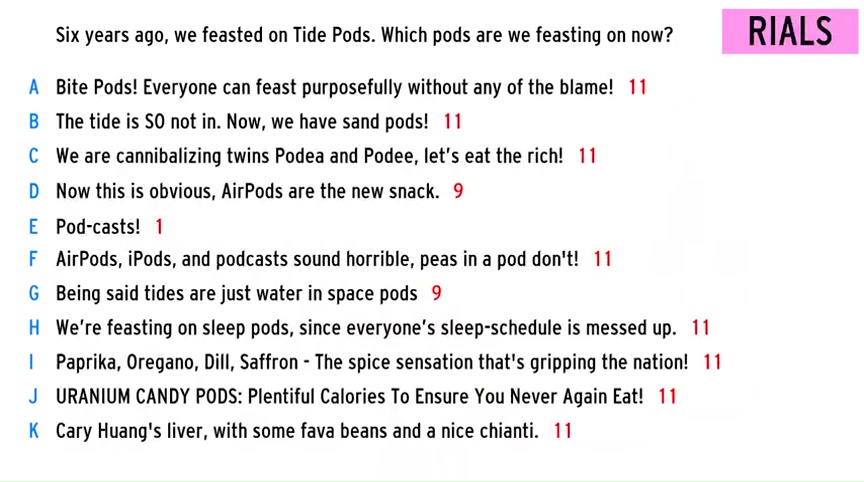 Six years ago, we feasted on Tide Pods. Which pods are we feasting on now?
RIALS
A Bite Pods! Everyone can feast purposefully without any of the blame! 11
B The tide is SO not in. Now, we have sand pods! 11
C We are cannibalizing twins Podea and Podee, let's eat the rich! 11
D Now this is obvious, AirPods are the new snack. 9
E Pod-casts! 1
F AirPods, iPods, and podcasts sound horrible, peas in a pod don't! 11
G Being said tides are just water in space pods 9
H We're feasting on sleep pods, since everyone's sleep-schedule is messed up. 11
I Paprika, Oregano, Dill, Saffron - The spice sensation that's gripping the nation! 11
J URANIUM CANDY PODS: Plentiful Calories To Ensure You Never Again Eat! 11
K Cary Huang's liver, with some fava beans and a nice chianti. 11